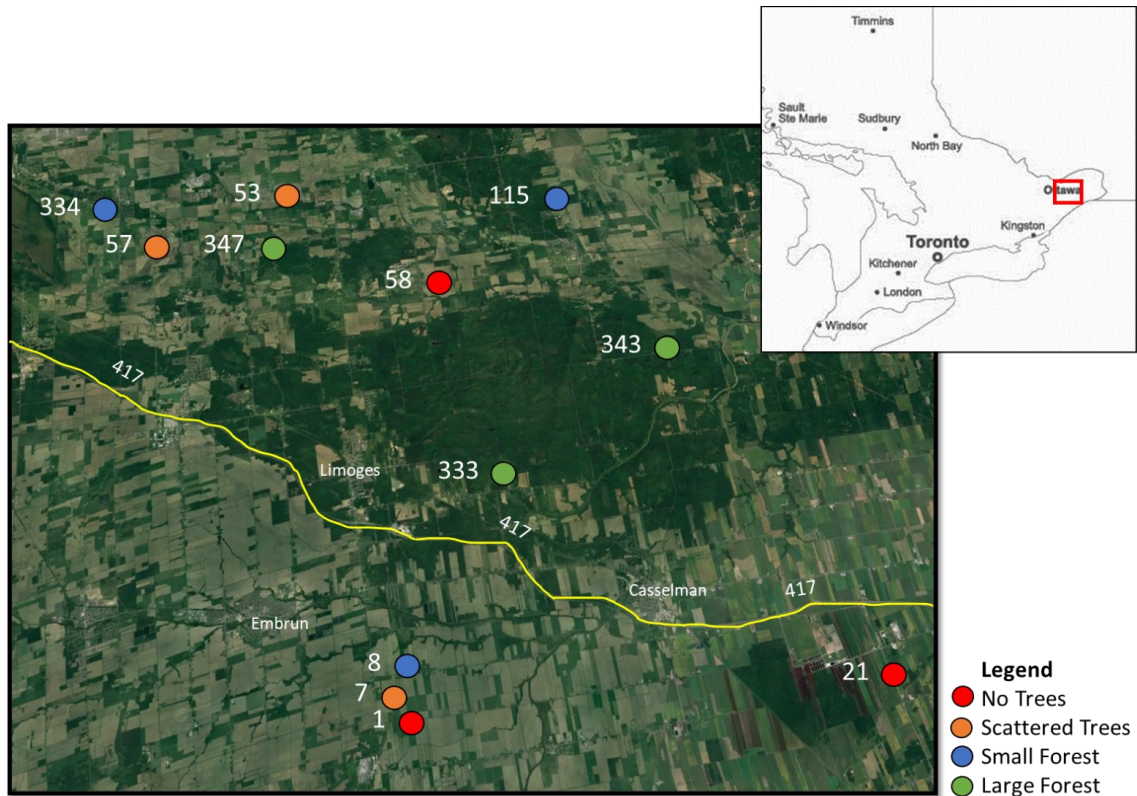 Timmins
Sault
Ste Marie
Sudbury
North Bay
Ottawa
Kingston
Toronto
Kitchener
London
Windsor
53
115
334
57
347
58
343
417
Limoges
333
417
Casselman
417
Embrun
8
21
7
1
Legend
No Trees
Scattered Trees
Small Forest
Large Forest